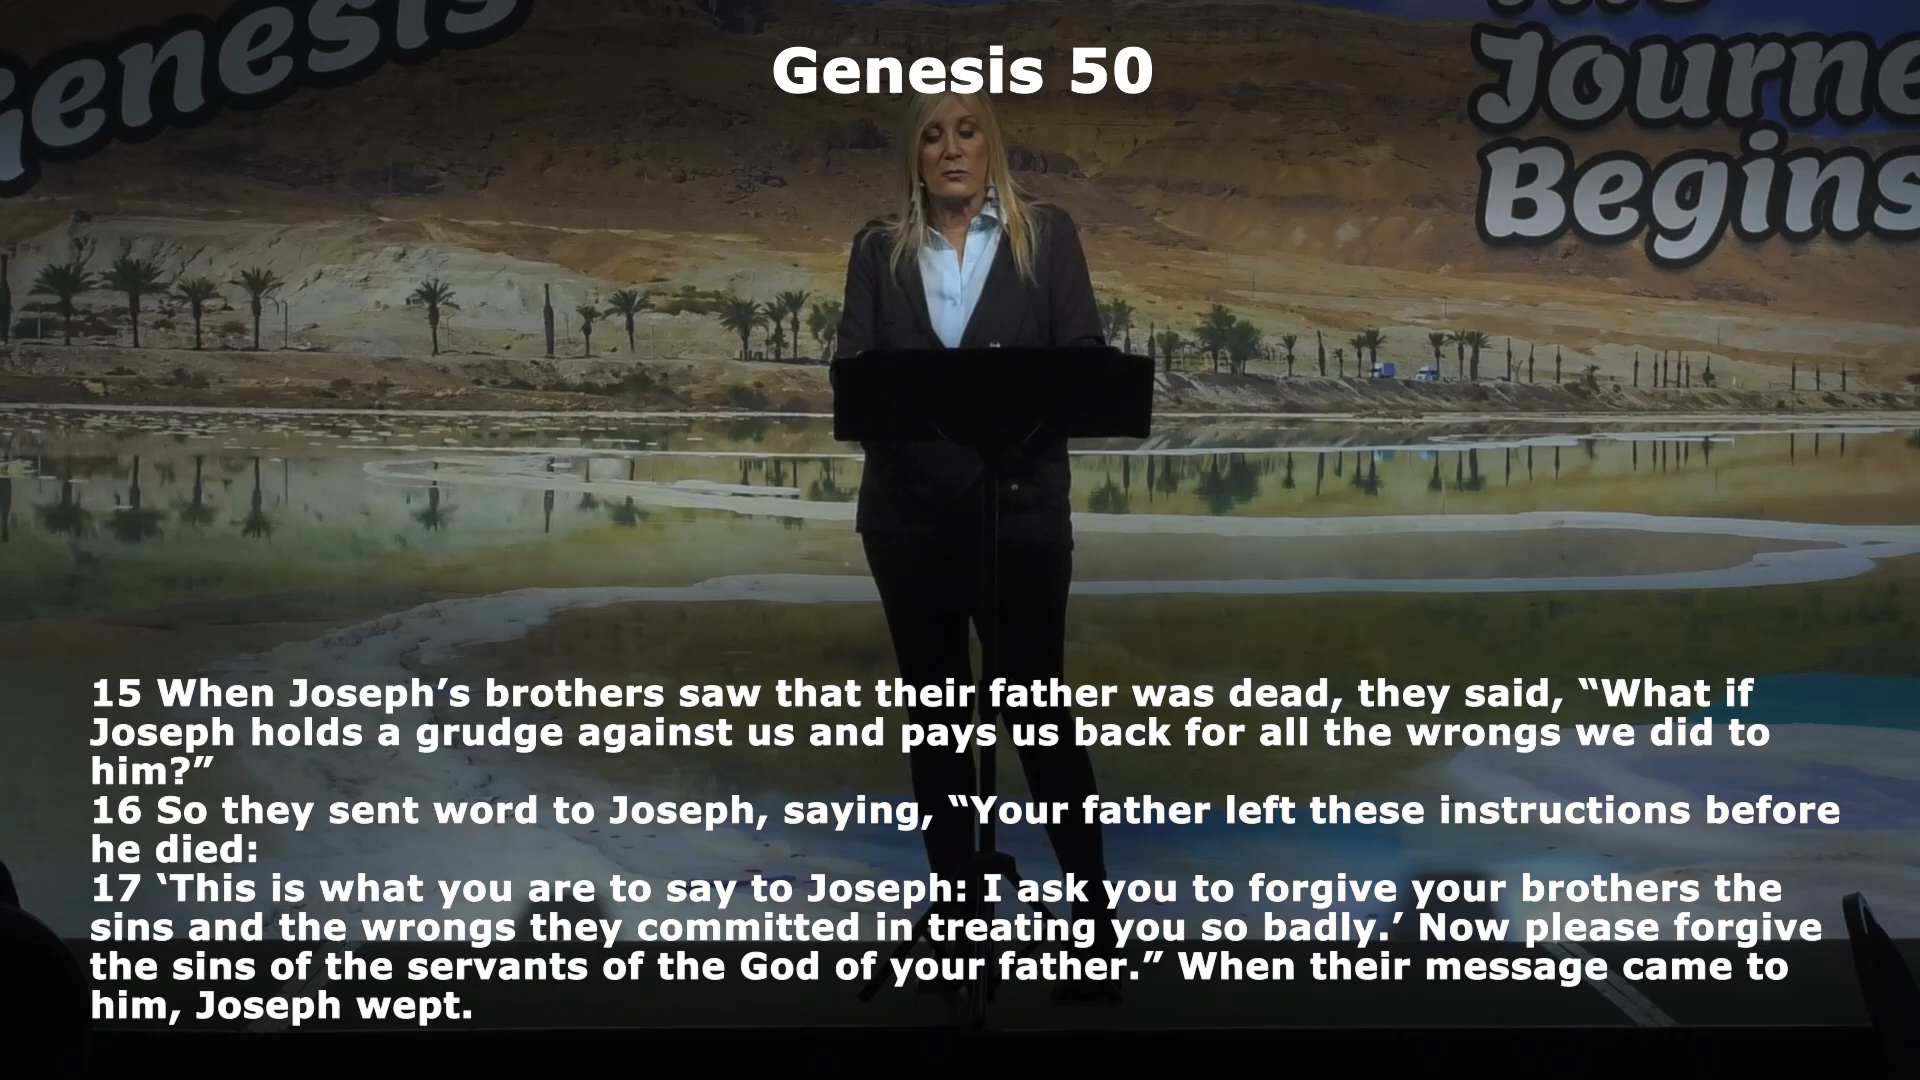 Genesis
Genesis 50
Journe
Begins
15 When Joseph’s brothers saw that their father was dead, they said, “What if
Joseph holds a grudge against us and pays us back for all the wrongs we did to
him?”
16 So they sent word to Joseph, saying, “Your father left these instructions before
he died:
17 ‘This is what you are to say to Joseph: I ask you to forgive your brothers the
sins and the wrongs they committed in treating you so badly.’ Now please forgive
the sins of the servants of the God of your father.” When their message came to
him, Joseph wept.